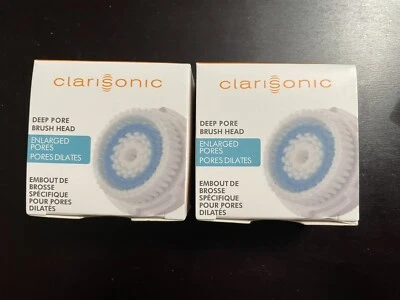 clarisonic
DEEP PORE
BRUSH HEAD
ENLARGED
PORES
PORES DILATES
EMBOUT DE
BROSSE
SPÉCIFIQUE
POUR PORES
DILATÉS
clarisonic
DEEP PORE
BRUSH HEAD
ENLARGED
PORES
PORES DILATES
EMBOUT DE
BROSSE
SPÉCIFIQUE
POUR PORES
DILATÉS